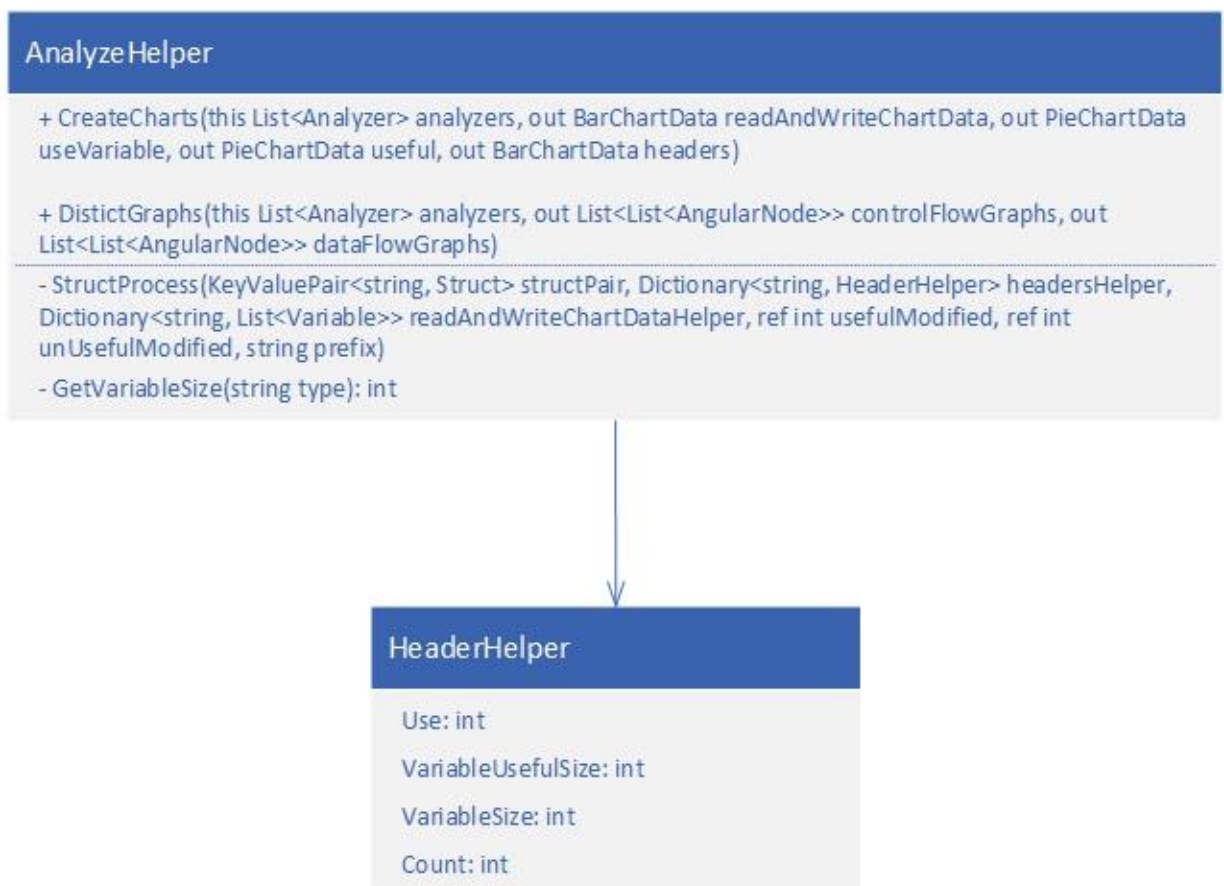 AnalyzeHelper
+ CreateCharts(this List<Analyzer> analyzers, out BarChartData readAndWriteChartData, out PieChartData
useVariable, out PieChartData useful, out BarChartData headers)
+ DistictGraphs(this List<Analyzer> analyzers, out List<List<AngularNode>> controlFlowGraphs, out
List<List<AngularNode>> dataFlowGraphs)
- StructProcess(KeyValuePair<string, Struct> structPair, Dictionary<string, HeaderHelper> headersHelper,
Dictionary<string, List<Variable>> readAndWriteChartDataHelper, ref int usefulModified, ref int
unUsefulModified, string prefix)
- GetVariableSize(string type): int
HeaderHelper
Use: int
VariableUsefulSize: int
VariableSize: int
Count: int